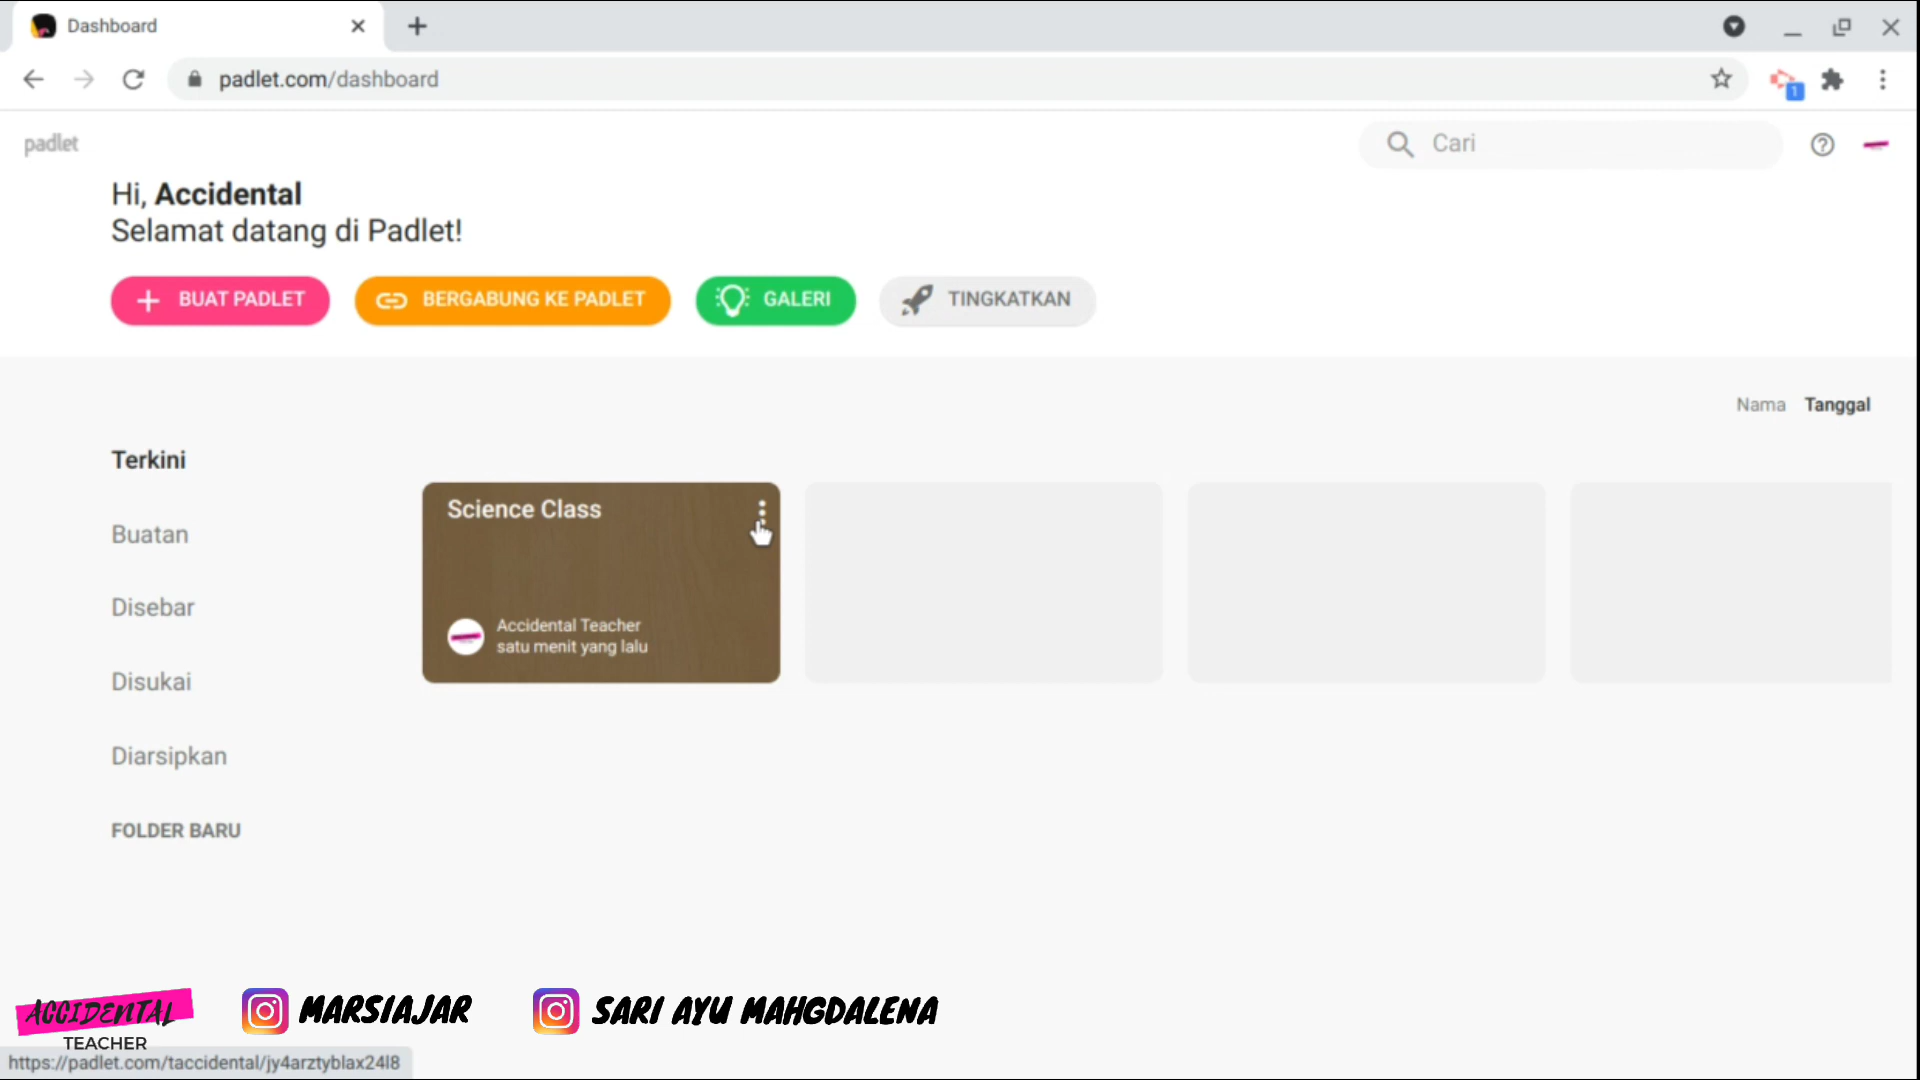 Dashboard
padlet.com/dashboard
1
padlet
Cari
Hi, Accidental
Selamat datang di Padlet!
BUAT PADLET
BERGABUNG KE PADLET
GALERI
TINGKATKAN
Nama Tanggal
Terkini
Buatan
Disebar
Disukai
Diarsipkan
FOLDER BARU
Science Class
Accidental Teacher
satu menit yang lalu
ACCIDENTAL
TEACHER
MARSIAJAR
SARI AYU MAHGDALENA
https://padlet.com/taccidental/jy4arztyblax24l8